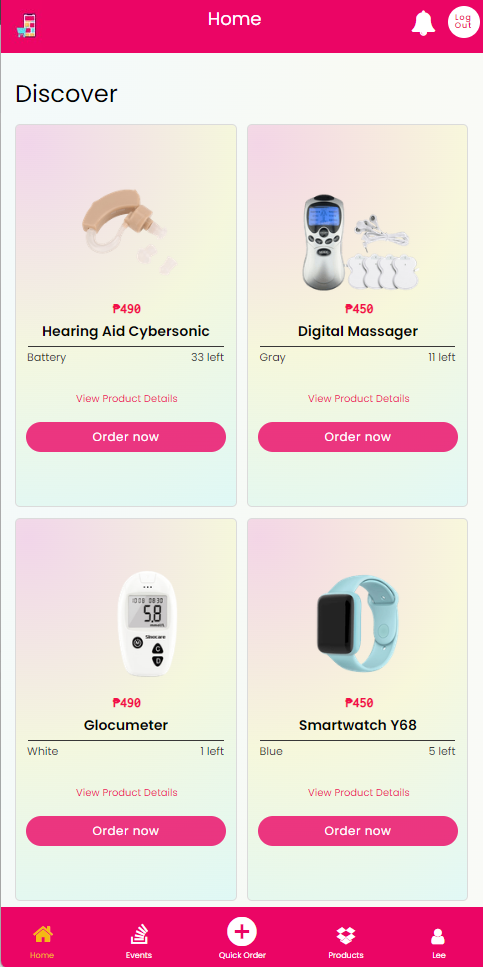 Home
Log
Out
Discover
₱490
Hearing Aid Cybersonic
Battery 33 left
View Product Details
Order now
₱450
Digital Massager
Gray 11 left
View Product Details
Order now
5.8
Sinocare
₱490
Glocumeter
White 1 left
View Product Details
Order now
₱450
Smartwatch Y68
Blue 5 left
View Product Details
Order now
Home
Events
Quick Order
Products
Lee